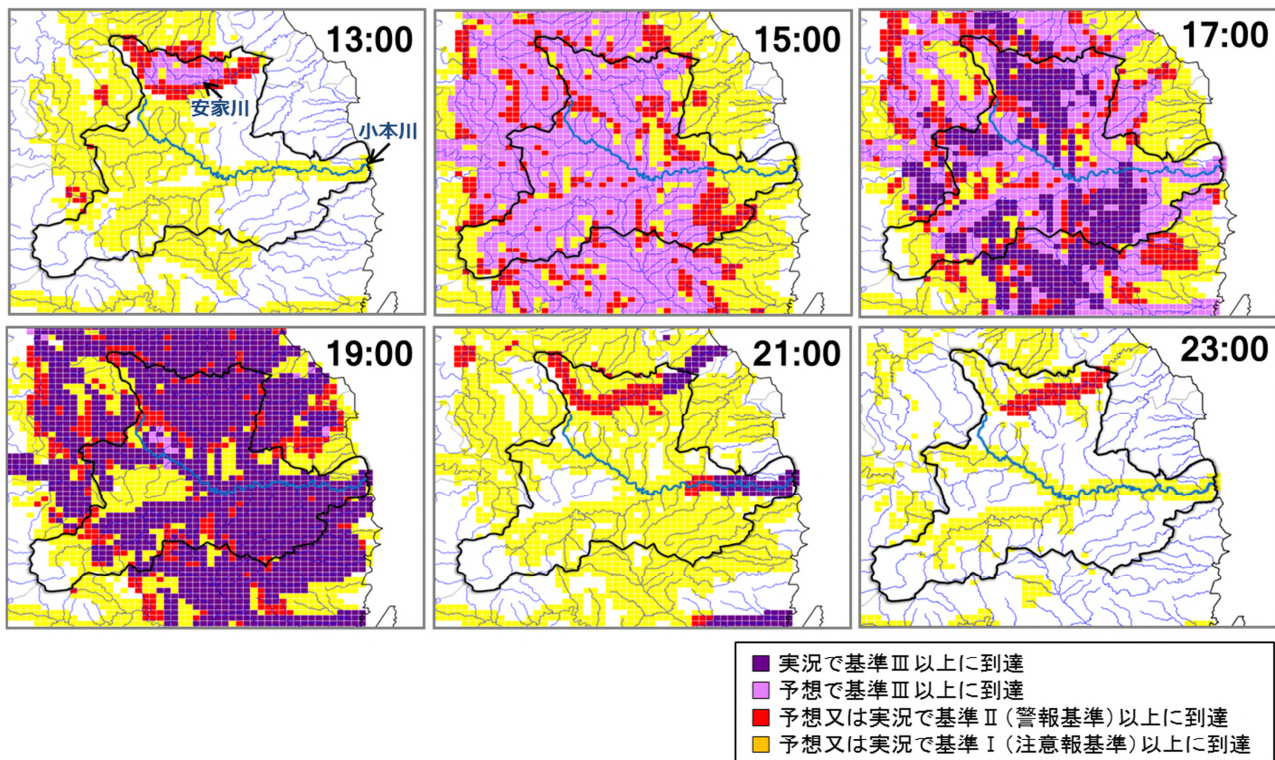 13:00
安家川
小本川
15:00
17:00
19:00
21:00
23:00
実況で基準Ⅲ以上に到達
予想で基準Ⅲ以上に到達
予想又は実況で基準Ⅱ(警報基準)以上に到達
予想又は実況で基準Ⅰ(注意報基準)以上に到達